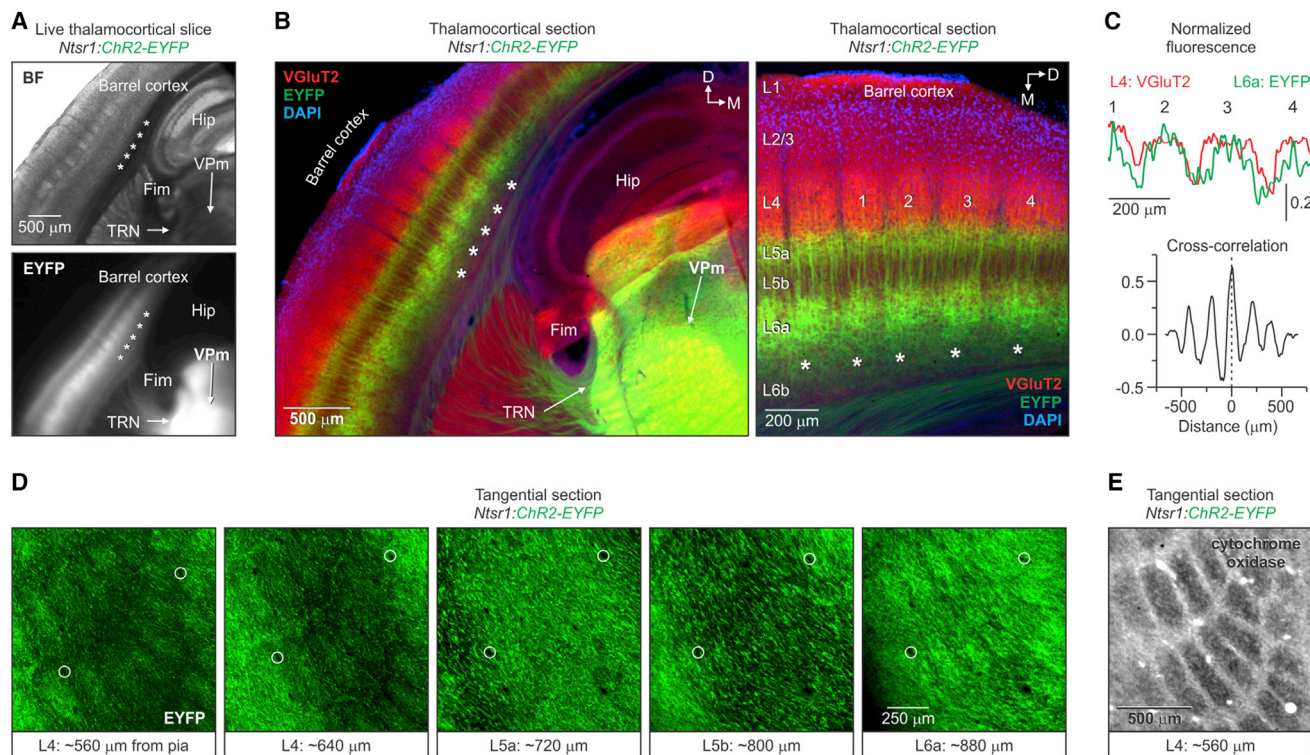 A
Live thalamocortical slice
Ntsr1:ChR2-EYFP
BF
Barrel cortex
Hip
VPm
Fim
500 μm
TRN
EYFP
Barrel cortex
Hip
VPm
Fim
TRN
B
Thalamocortical section
Ntsr1:ChR2-EYFP
VGluT2
EYFP
DAPI
D
M
Barrel cortex
Hip
VPm
Fim
TRN
500 μm
Thalamocortical section
Ntsr1:ChR2-EYFP
L1
Barrel cortex
D
M
L2/3
L4
1 2 3 4
L5a
L5b
L6a
L6b
VGluT2
EYFP
DAPI
200 μm
C
Normalized
fluorescence
L4: VGluT2 L6a: EYFP
1 2 3 4
200 μm
0.2
Cross-correlation
0.5
0.0
-0.5
-500 0 500
Distance (μm)
D
Tangential section
Ntsr1:ChR2-EYFP
EYFP
250 μm
L4: ~560 μm from pia
L4: ~640 μm
L5a: ~720 μm
L5b: ~800 μm
L6a: ~880 μm
E
Tangential section
Ntsr1:ChR2-EYFP
cytochrome
oxidase
500 μm
L4: ~560 μm